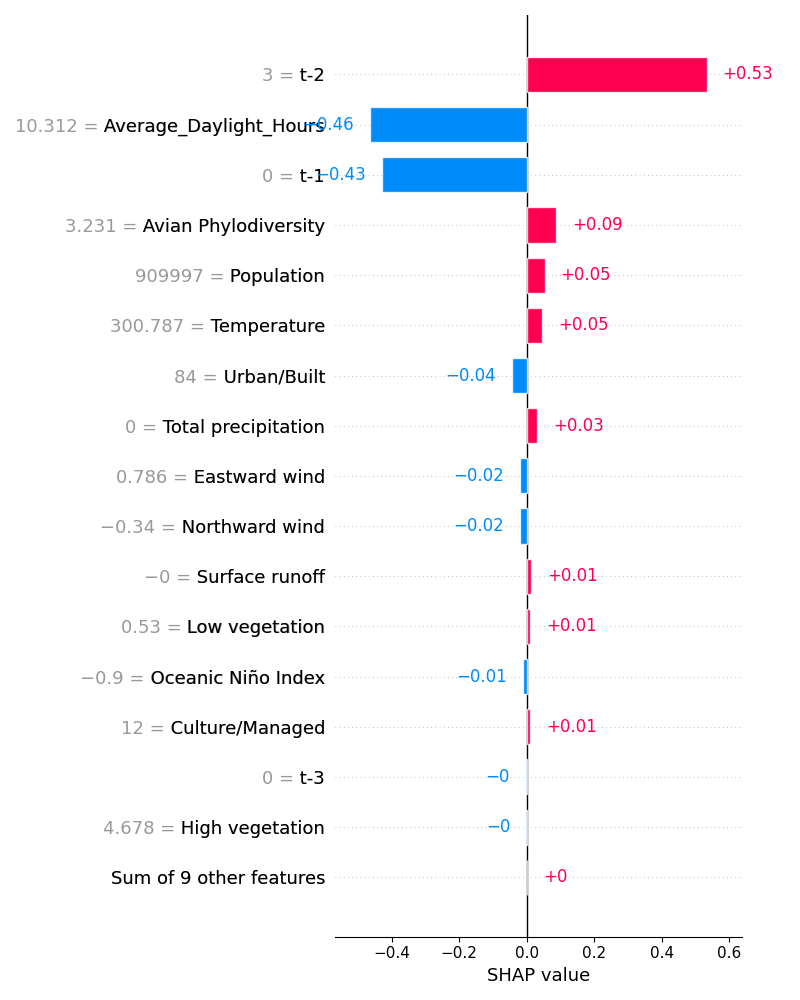 3 = t-2 +0.53
10.312 = Average_Daylight_Hours −0.46
0 = t-1 −0.43
3.231 = Avian Phylodiversity +0.09
909997 = Population +0.05
300.787 = Temperature +0.05
84 = Urban/Built −0.04
0 = Total precipitation +0.03
0.786 = Eastward wind −0.02
−0.34 = Northward wind −0.02
−0 = Surface runoff +0.01
0.53 = Low vegetation +0.01
−0.9 = Oceanic Niño Index −0.01
12 = Culture/Managed +0.01
0 = t-3 −0
4.678 = High vegetation −0
Sum of 9 other features +0
−0.4 −0.2 0.0 0.2 0.4 0.6
SHAP value